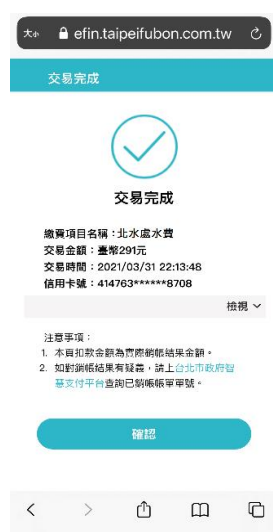 大小 efin.taipeifubon.com.tw
交易完成
交易完成
繳費項目名稱：北水處水費
交易金額：臺幣291元
交易時間：2021/03/31 22:13:48
信用卡號：414763******8708
檢視
注意事項：
1. 本頁扣款金額為實際銷帳結果金額。
2. 如對銷帳結果有疑義，請上台北市政府智
慧支付平台查詢已銷帳帳單單號。
確認